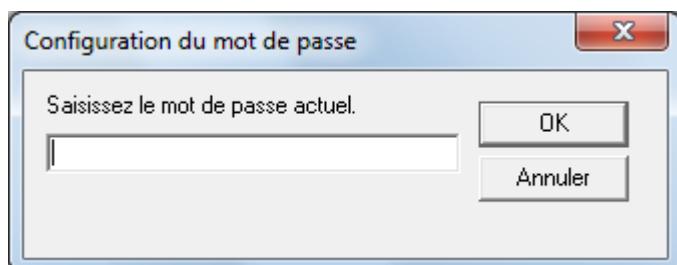 Configuration du mot de passe
Saisissez le mot de passe actuel.
OK
Annuler